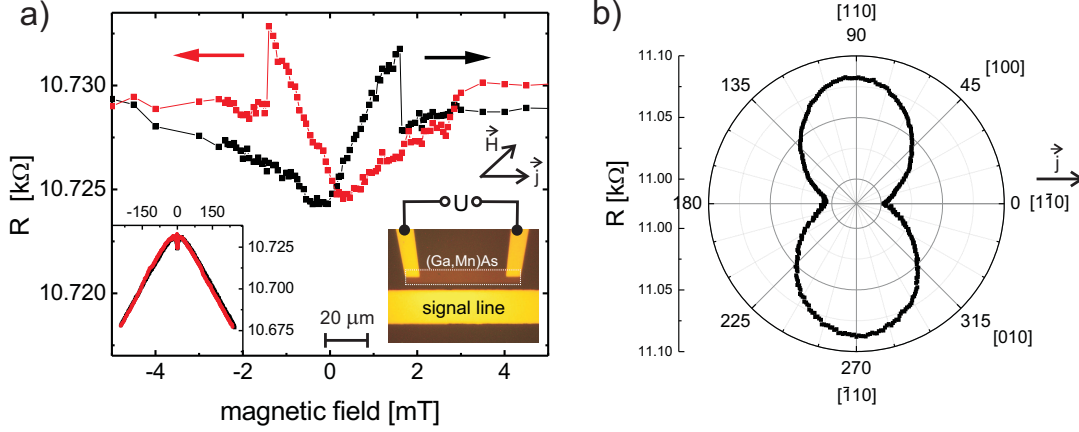 a)
10.730
10.725
10.720
R [kΩ]
-4 -2 0 2 4
magnetic field [mT]
H
j
-150 0 150
10.725
10.700
10.675
U
(Ga,Mn)As
signal line
20 µm
b)
[110]
90
[100]
45
135
j
0 [11̄0]
180
225
270
[1̄10]
315
[010]
R [kΩ]
11.10
11.05
11.00
11.00
11.05
11.10